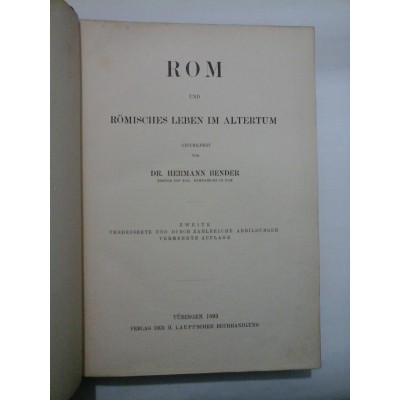 ROM
UND
RÖMISCHES LEBEN IM ALTERTUM
GESCHILDERT
VON
DR. HERMANN BENDER
ZWEITE
VERBESSERTE UND DURCH ZAHLREICHE ABBILDUNGEN
VERMEHRTE AUFLAGE
TÜBINGEN 1893
VERLAG DER H. LAUPP'SCHEN BUCHHANDLUNG